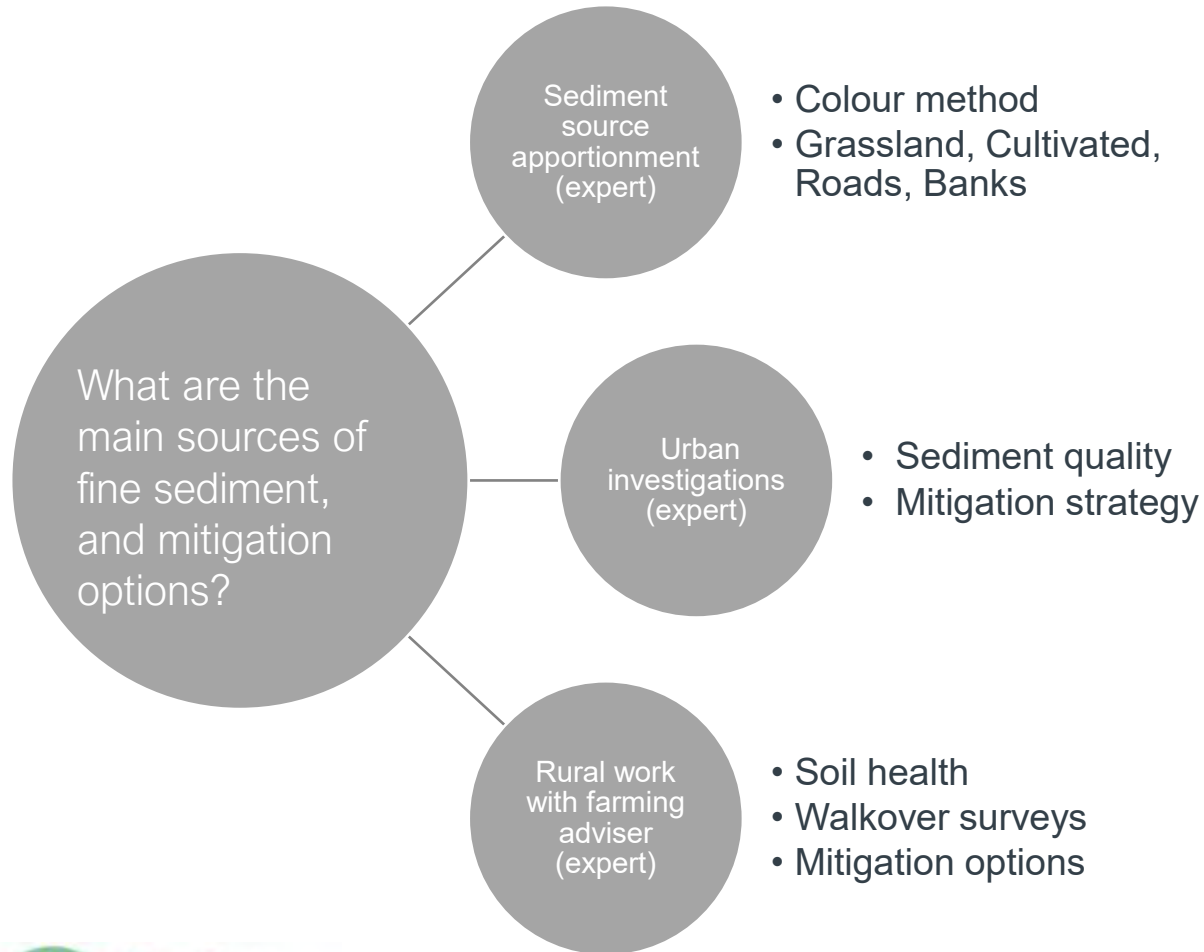 What are the
main sources of
fine sediment,
and mitigation
options?
Sediment
source
apportionment
(expert)
• Colour method
• Grassland, Cultivated,
Roads, Banks
Urban
investigations
(expert)
• Sediment quality
• Mitigation strategy
Rural work
with farming
adviser
(expert)
• Soil health
• Walkover surveys
• Mitigation options